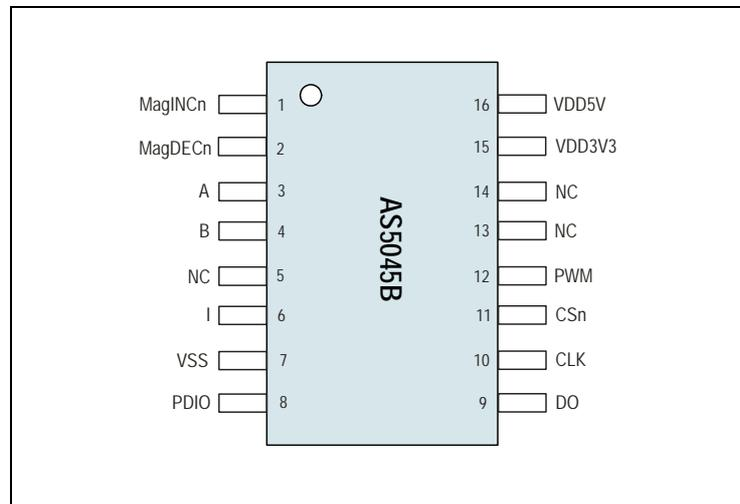 MagINCn 1 16 VDD5V
MagDECn 2 15 VDD3V3
A 3 14 NC
B 4 13 NC
NC 5 12 PWM
I 6 11 CSn
VSS 7 10 CLK
PDIO 8 9 DO
AS5045B